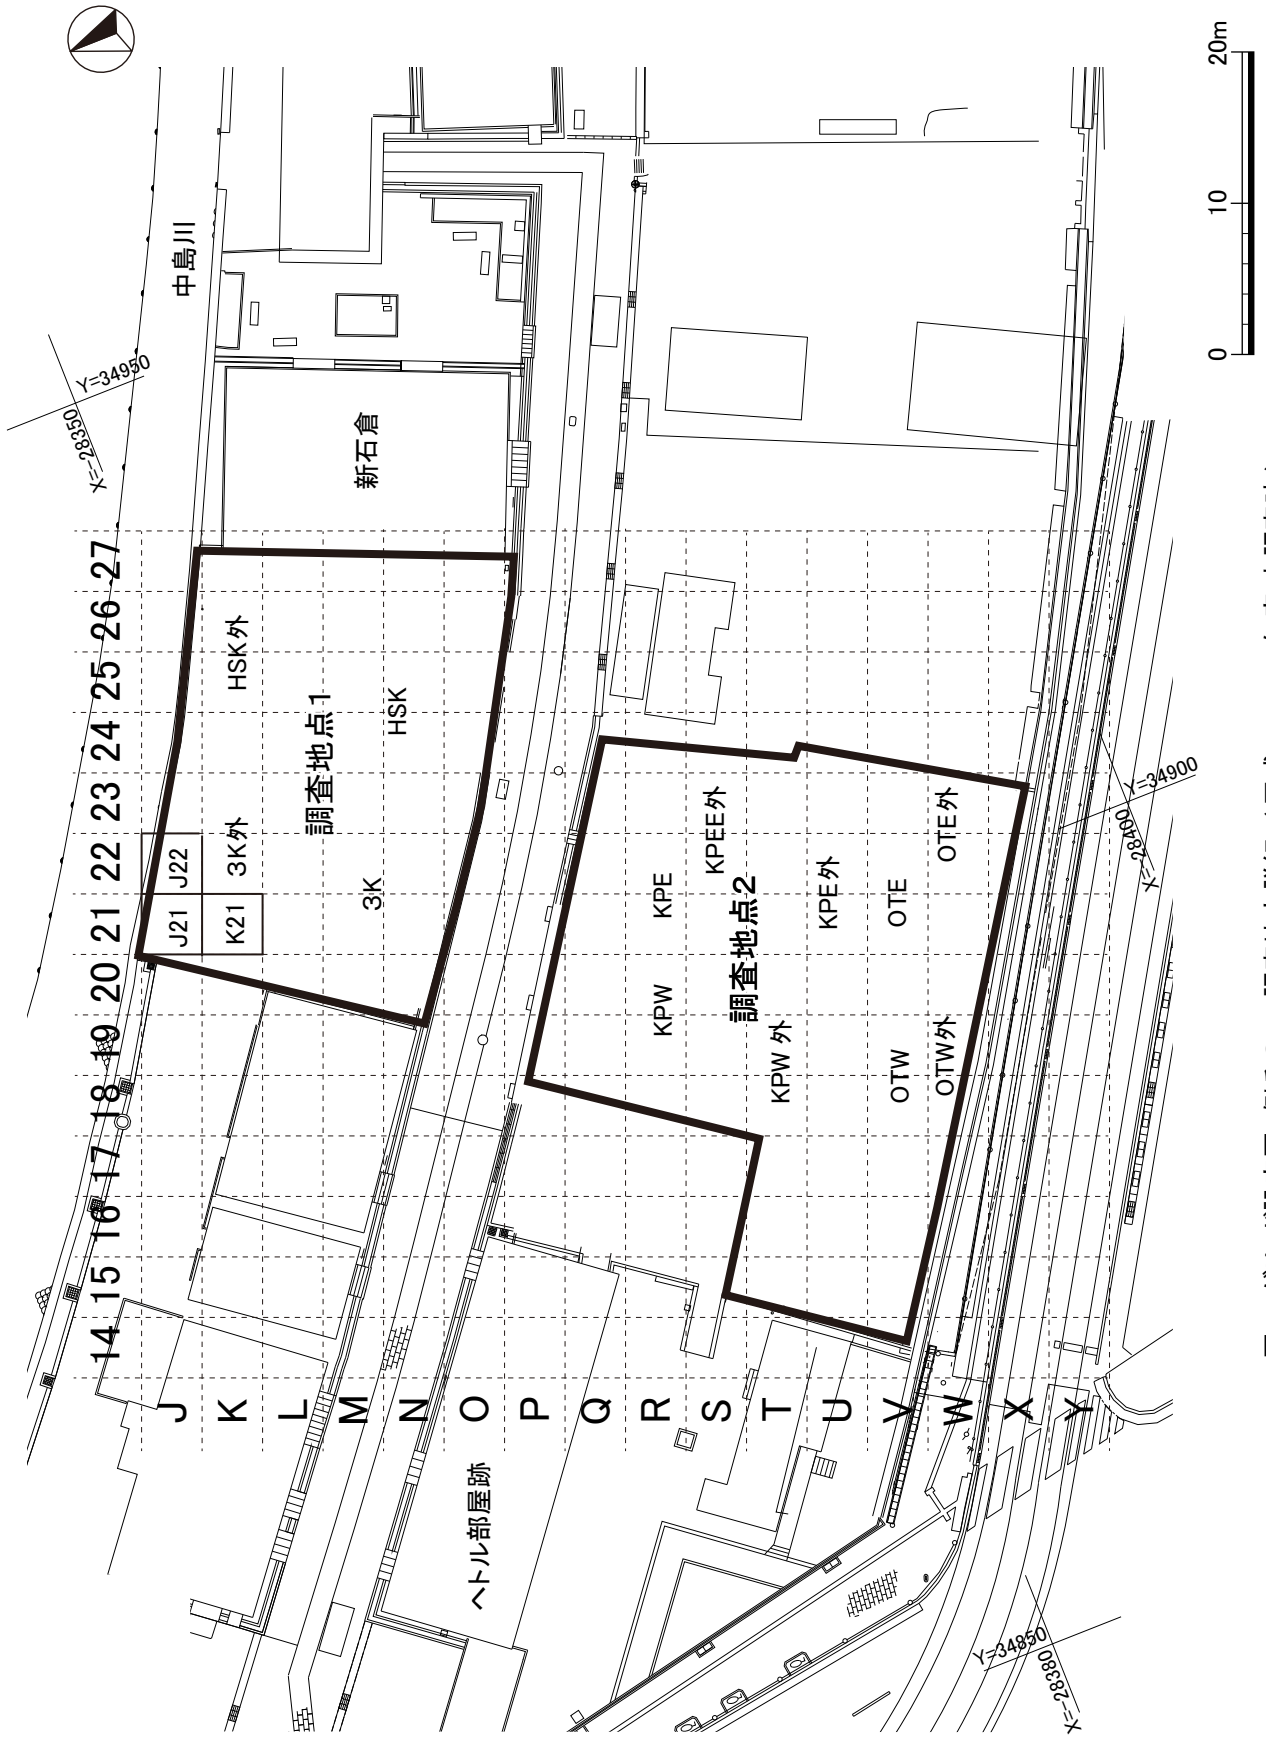 中島川
Y=34950
X=-28350
新石倉
27
26
25
24
23
22
21
20
19
18
17
16
15
14
J
K
L
M
N
O
P
Q
R
S
T
U
V
W
X
Y
HSK外
HSK
調査地点1
3K外
3K
J22
J21
K21
KPEE外
KPE
KPE外
調査地点2
KPW
KPW外
OTE外
OTE
OTW
OTW外
ヘトル部屋跡
Y=34900
X=-28400
Y=34850
X=-28380
0
10
20m